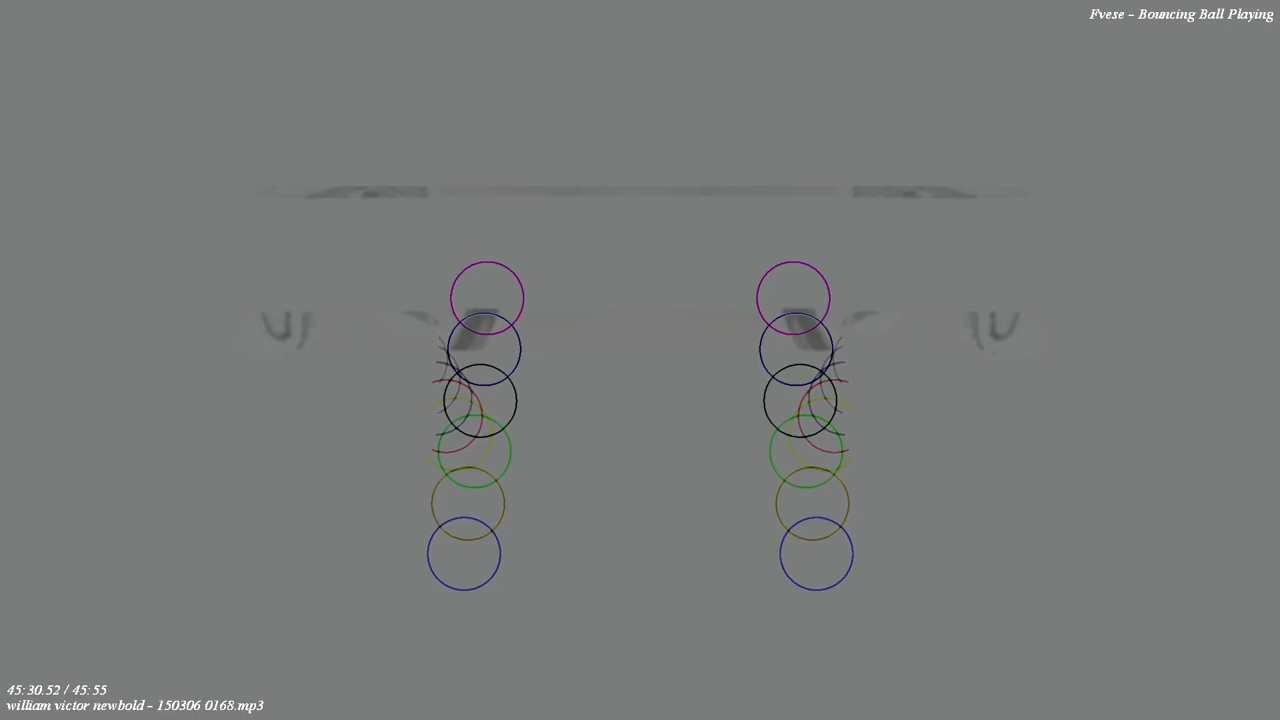 Fvese - Bouncing Ball Playing
45:30.52 / 45:55
william victor newbold - 150306 0168.mp3